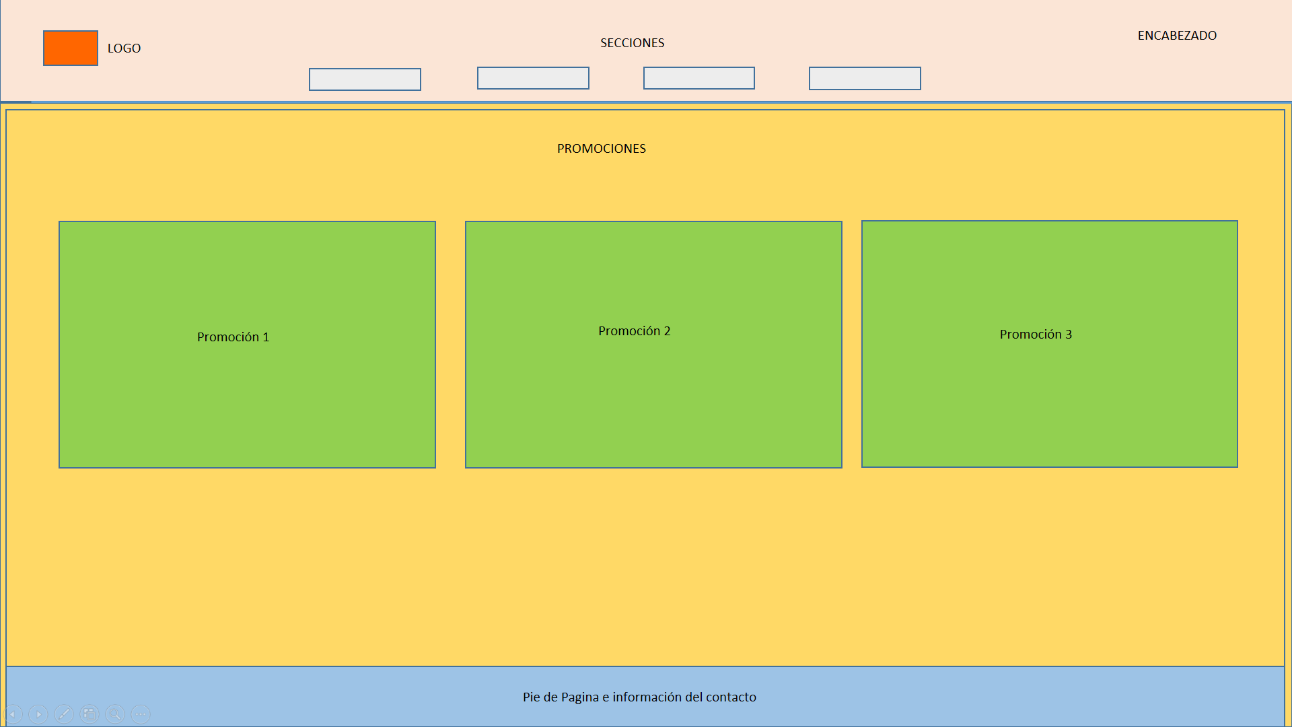 LOGO
SECCIONES
ENCABEZADO
PROMOCIONES
Promoción 1
Promoción 2
Promoción 3
Pie de Pagina e información del contacto